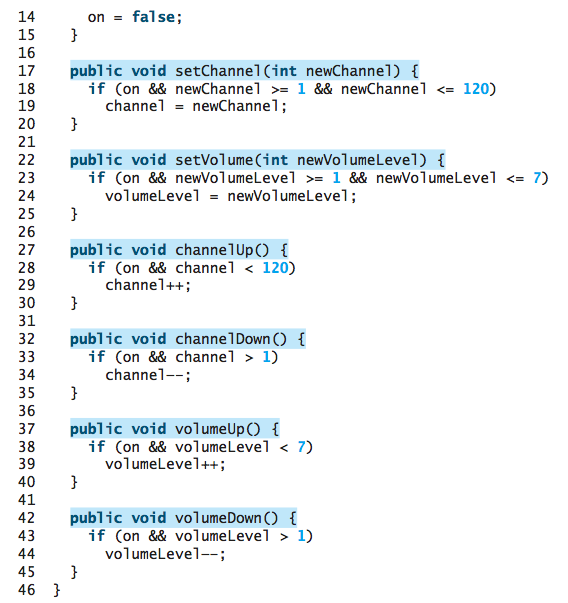 14      on = false;
15    }
16
17    public void setChannel(int newChannel) {
18      if (on && newChannel >= 1 && newChannel <= 120)
19        channel = newChannel;
20    }
21
22    public void setVolume(int newVolumeLevel) {
23      if (on && newVolumeLevel >= 1 && newVolumeLevel <= 7)
24        volumeLevel = newVolumeLevel;
25    }
26
27    public void channelUp() {
28      if (on && channel < 120)
29        channel++;
30    }
31
32    public void channelDown() {
33      if (on && channel > 1)
34        channel--;
35    }
36
37    public void volumeUp() {
38      if (on && volumeLevel < 7)
39        volumeLevel++;
40    }
41
42    public void volumeDown() {
43      if (on && volumeLevel > 1)
44        volumeLevel--;
45    }
46  }